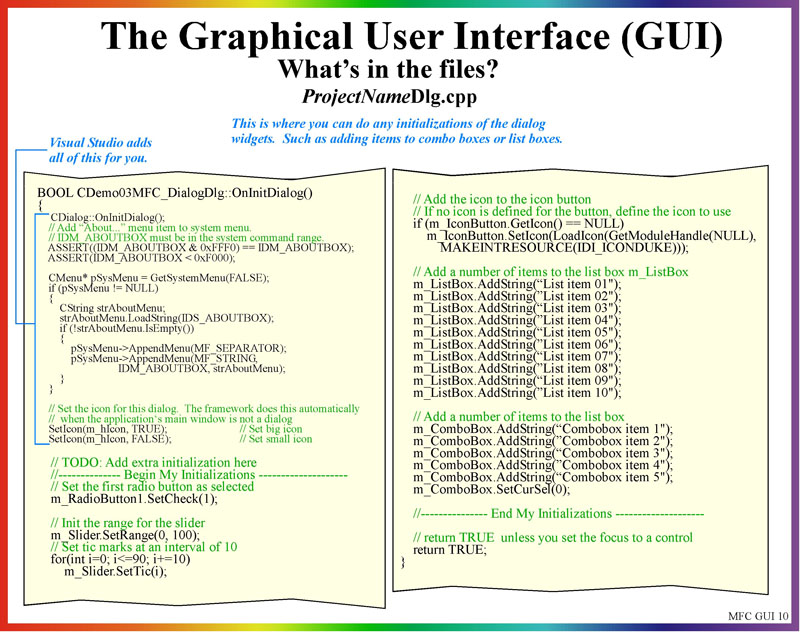 The Graphical User Interface (GUI)
What's in the files?
ProjectNameDlg.cpp
This is where you can do any initializations of the dialog
widgets.  Such as adding items to combo boxes or list boxes.
Visual Studio adds
all of this for you.
BOOL CDemo03MFC_DialogDlg::OnInitDialog()
{
CDialog::OnInitDialog();
// Add “About...” menu item to system menu.
// IDM_ABOUTBOX must be in the system command range.
ASSERT((IDM_ABOUTBOX & 0xFFF0) == IDM_ABOUTBOX);
ASSERT(IDM_ABOUTBOX < 0xF000);
CMenu* pSysMenu = GetSystemMenu(FALSE);
if (pSysMenu != NULL)
{
CString strAboutMenu;
strAboutMenu.LoadString(IDS_ABOUTBOX);
if (!strAboutMenu.IsEmpty())
{
pSysMenu->AppendMenu(MF_SEPARATOR);
pSysMenu->AppendMenu(MF_STRING,
IDM_ABOUTBOX, strAboutMenu);
}
}
// Set the icon for this dialog.  The framework does this automatically
//  when the application's main window is not a dialog
SetIcon(m_hIcon, TRUE); // Set big icon
SetIcon(m_hIcon, FALSE); // Set small icon
// TODO: Add extra initialization here
//-------------- Begin My Initializations --------------------
// Set the first radio button as selected
m_RadioButton1.SetCheck(1);
// Init the range for the slider
m_Slider.SetRange(0, 100);
// Set tic marks at an interval of 10
for(int i=0; i<=90; i+=10)
m_Slider.SetTic(i);
// Add the icon to the icon button
// If no icon is defined for the button, define the icon to use
if (m_IconButton.GetIcon() == NULL)
m_IconButton.SetIcon(LoadIcon(GetModuleHandle(NULL),
MAKEINTRESOURCE(IDI_ICONDUKE)));
// Add a number of items to the list box m_ListBox
m_ListBox.AddString(“List item 01");
m_ListBox.AddString(“List item 02");
m_ListBox.AddString(“List item 03");
m_ListBox.AddString(“List item 04");
m_ListBox.AddString(“List item 05");
m_ListBox.AddString(“List item 06");
m_ListBox.AddString(“List item 07");
m_ListBox.AddString(“List item 08");
m_ListBox.AddString(“List item 09");
m_ListBox.AddString(“List item 10");
// Add a number of items to the list box
m_ComboBox.AddString(“Combobox item 1");
m_ComboBox.AddString(“Combobox item 2");
m_ComboBox.AddString(“Combobox item 3");
m_ComboBox.AddString(“Combobox item 4");
m_ComboBox.AddString(“Combobox item 5");
m_ComboBox.SetCurSel(0);
//--------------- End My Initializations --------------------
// return TRUE  unless you set the focus to a control
return TRUE;
}
MFC GUI 10